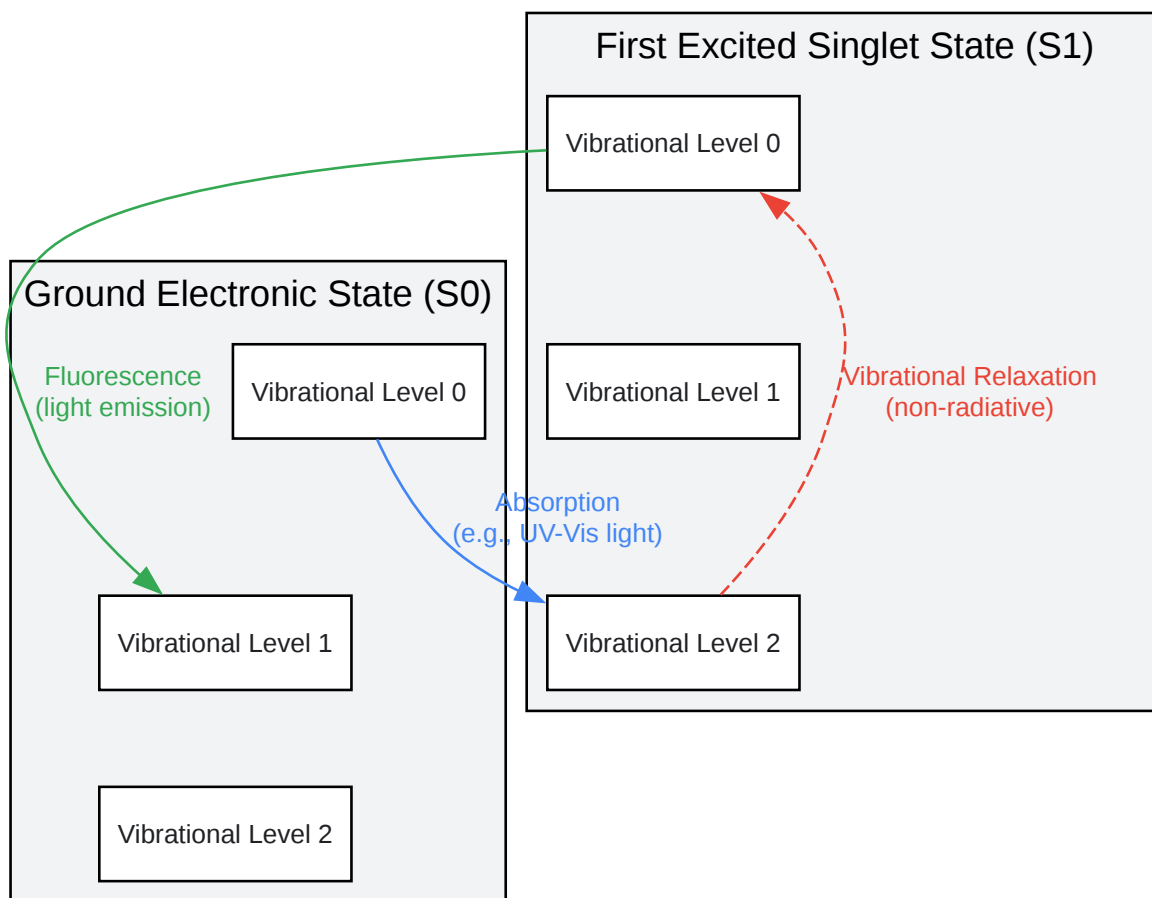 First Excited Singlet State (S1)
Vibrational Level 0
Ground Electronic State (S0)
Fluorescence
(light emission)
Vibrational Level 0
Vibrational Level 1
Vibrational Relaxation
(non-radiative)
Absorption
(e.g., UV-Vis light)
Vibrational Level 1
Vibrational Level 2
Vibrational Level 2